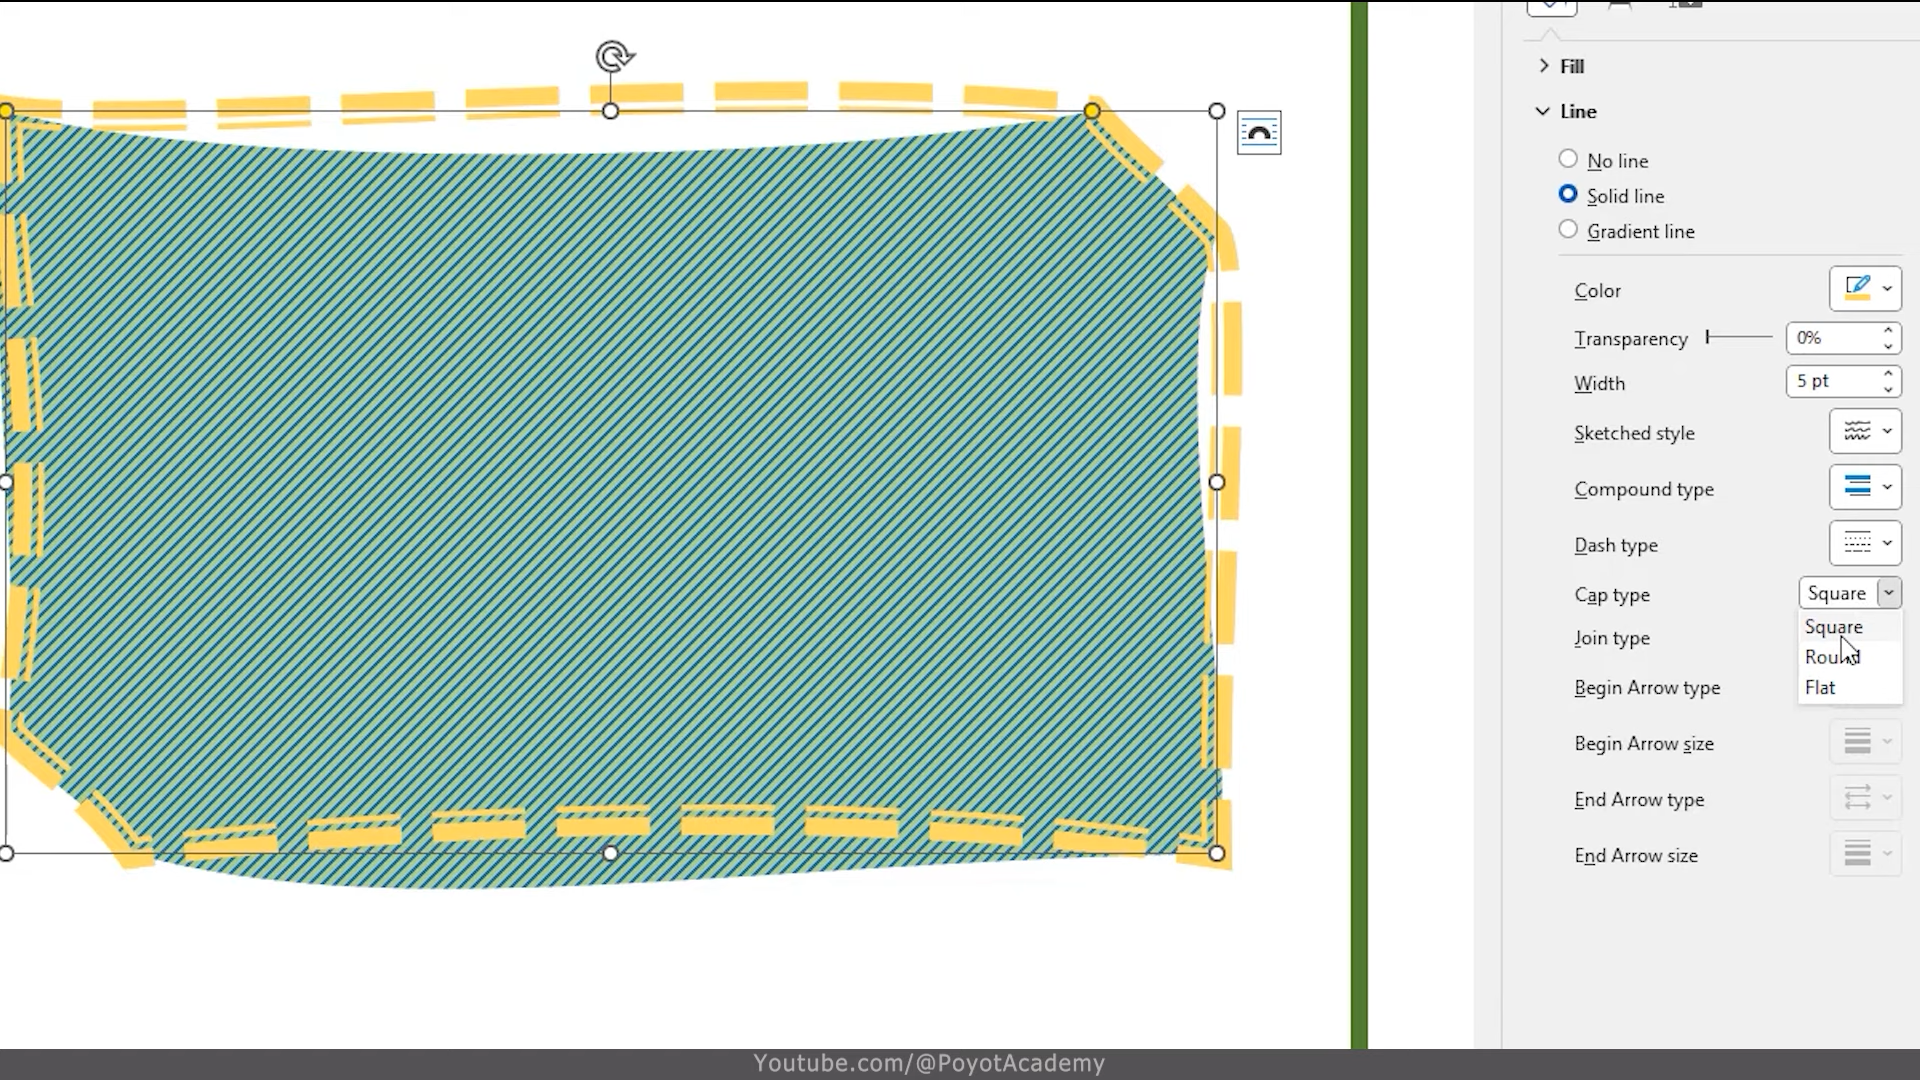 Fill
Line
No line
Solid line
Gradient line
Color
Transparency 0%
Width 5 pt
Sketched style
Compound type
Dash type
Cap type Square
Square
Join type
Round
Flat
Begin Arrow type
Begin Arrow size
End Arrow type
End Arrow size
Youtube.com/@PoyotAcademy